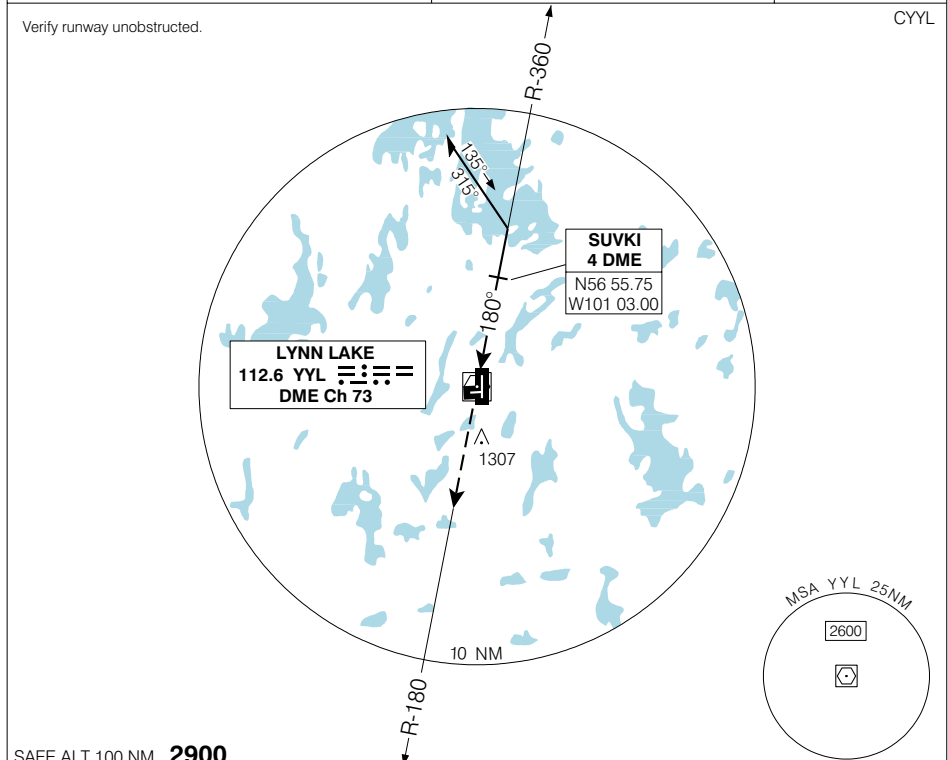 Verify runway unobstructed.
CYYL
R-360
135°
315°
SUVKI
4 DME
N56 55.75
W101 03.00
180°
LYNN LAKE
112.6 YYL
DME Ch 73
1307
MSA YYL 25NM
2600
10 NM
R-180
SAFE ALT 100 NM 2900